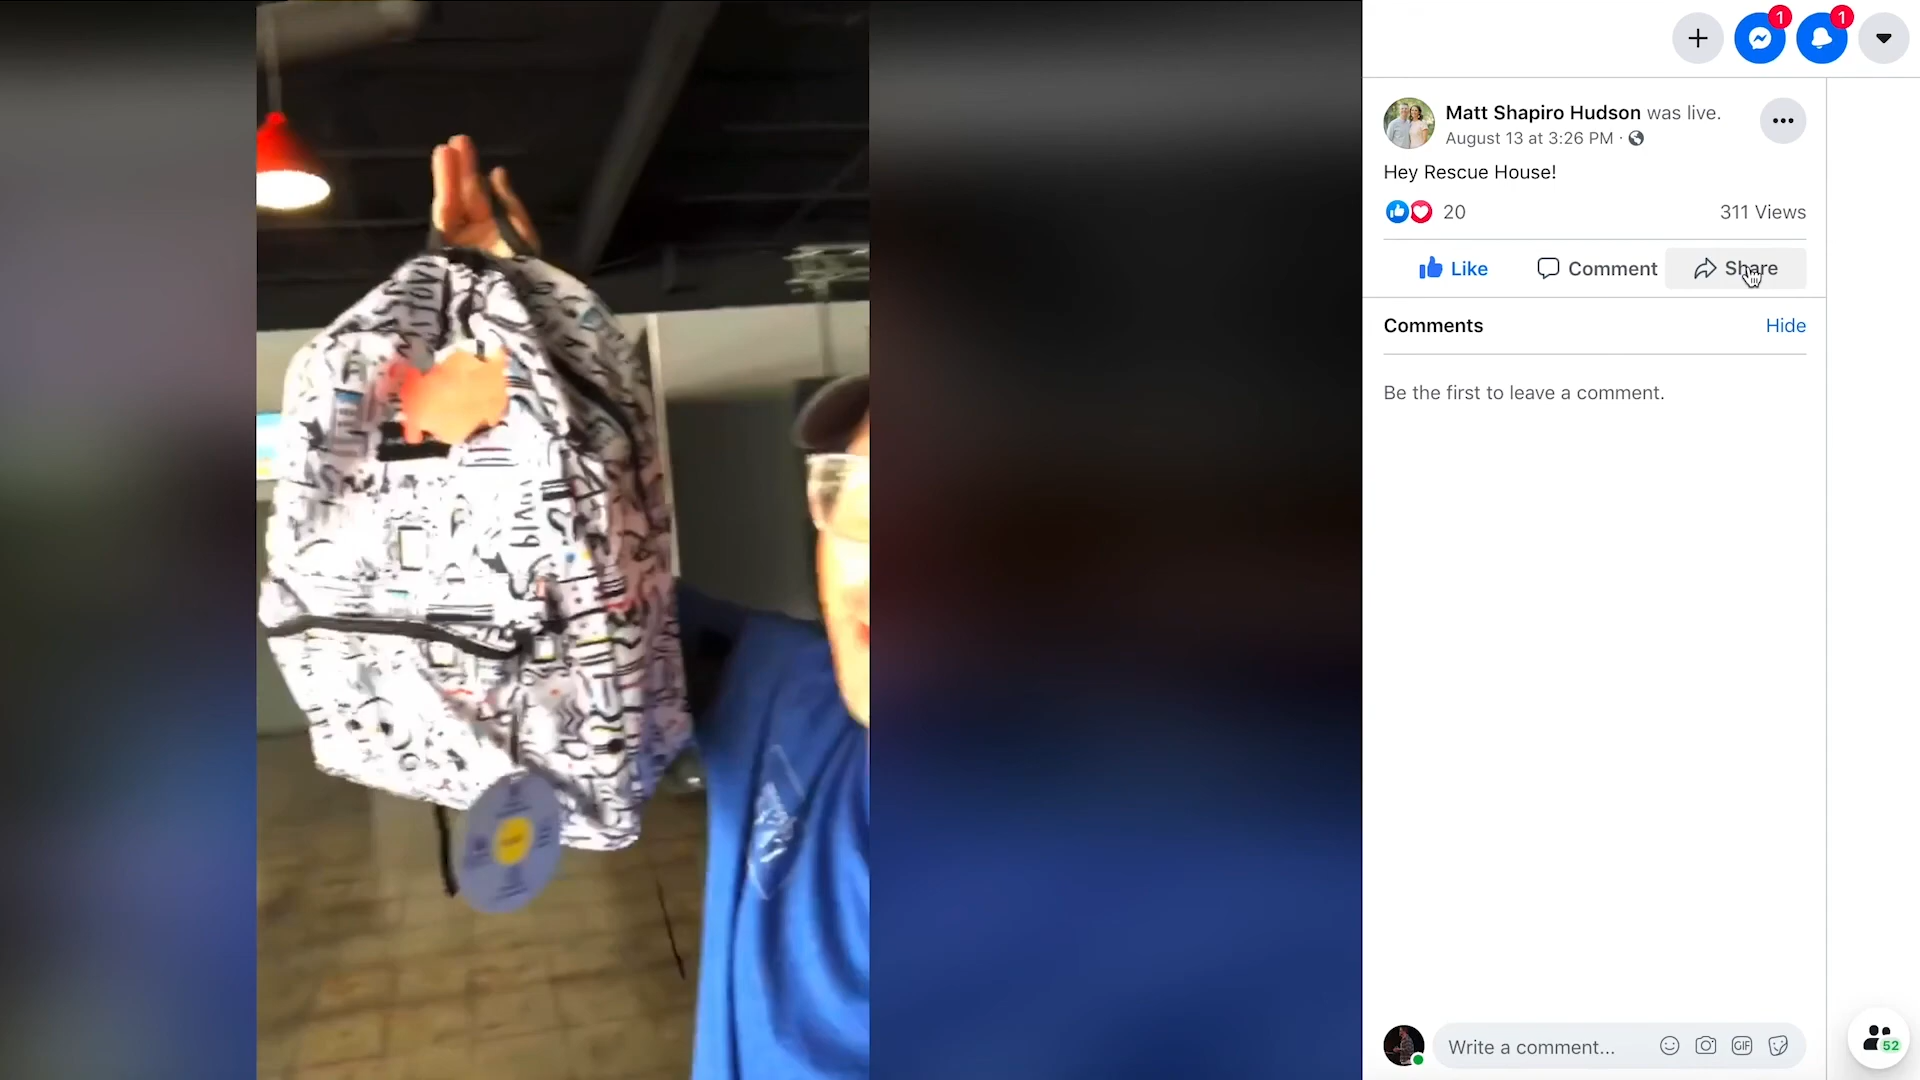 1
1
Matt Shapiro Hudson was live.
August 13 at 3:26 PM ·
Hey Rescue House!
20
311 Views
Like
Comment
Share
Comments
Hide
Be the first to leave a comment.
Write a comment...
GIF
52